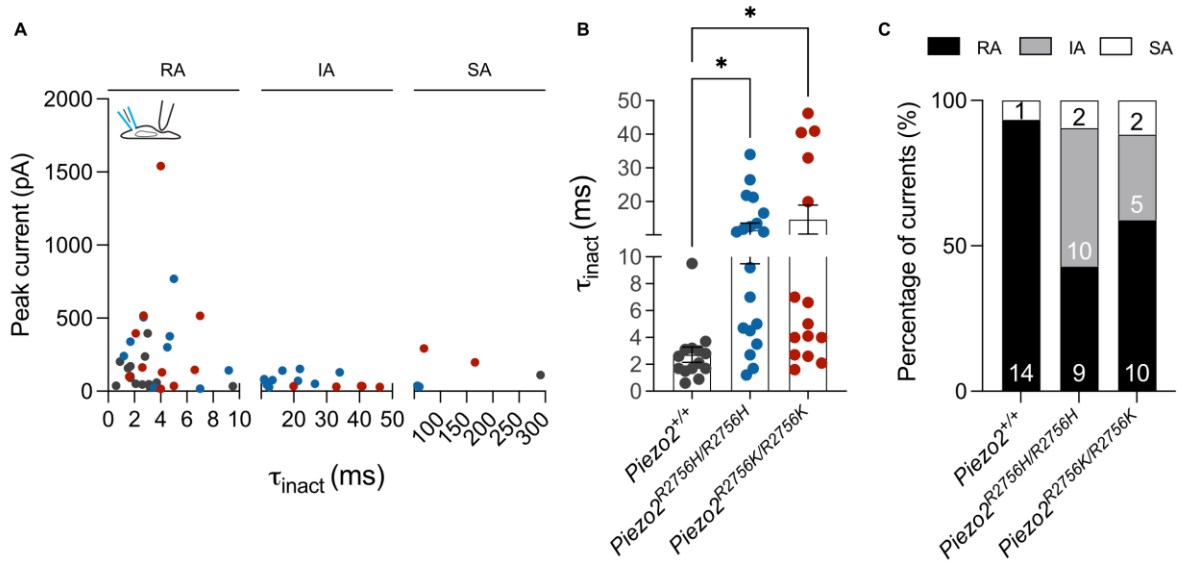 A
RA IA SA
2000
1500
1000
500
0
Peak current (pA)
0 2 4 6 8 10
20 30 46
100 150 200 250 300
τinact (ms)
B
*
*
50
40
30
20
10
8
6
4
2
0
τinact (ms)
Piezo2+/+
Piezo2R2756H/R2756H
Piezo2R2756K/R2756K
C
RA IA SA
100
50
0
Percentage of currents (%)
1 2 2
10 5
14 9 10
Piezo2+/+
Piezo2R2756H/R2756H
Piezo2R2756K/R2756K